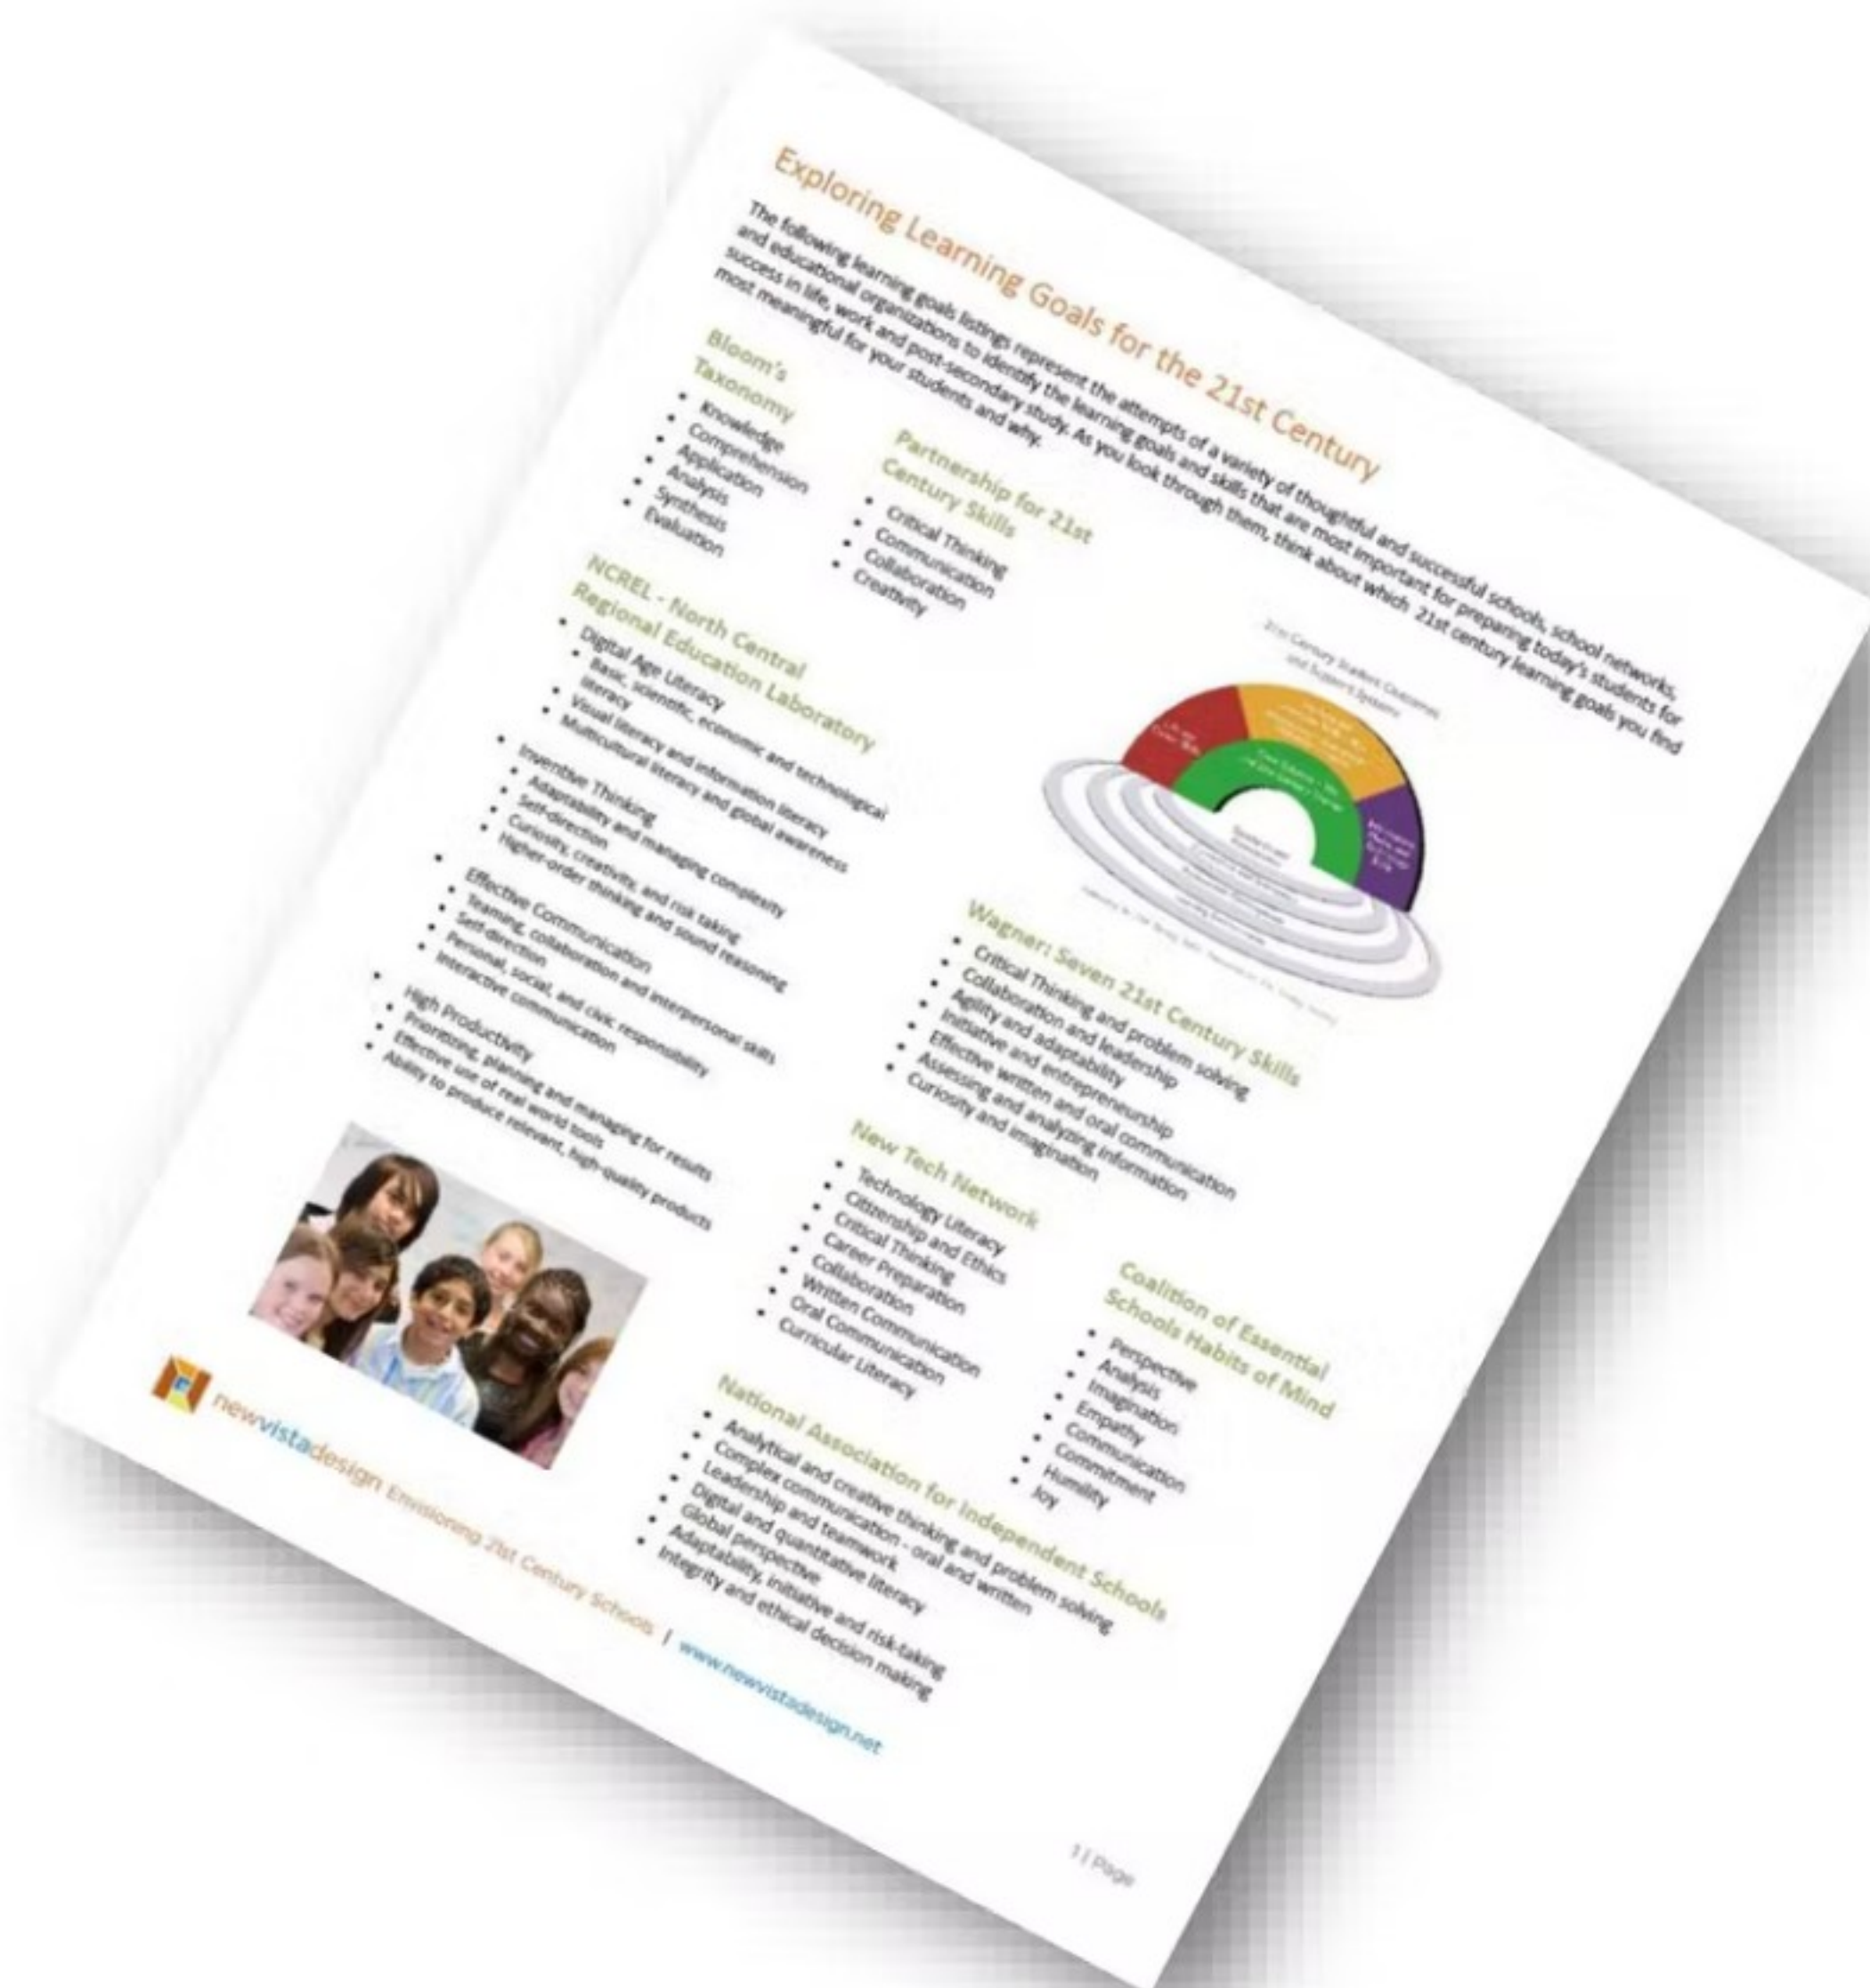 Exploring Learning Goals for the 21st Century
The following learning goals listings represent the attempts of a variety of thoughtful and successful schools, school networks,
and educational organizations to identify the learning goals and skills that are most important for preparing today's students for
success in life, work and post-secondary study. As you look through them, think about which 21st century learning goals you find
most meaningful for your students and why.
Bloom's
Taxonomy
• Knowledge
• Comprehension
• Application
• Analysis
• Synthesis
• Evaluation
Partnership for 21st
Century Skills
• Critical Thinking
• Communication
• Collaboration
• Creativity
NCREL - North Central
Regional Education Laboratory
• Digital Age Literacy
• Basic, scientific, economic and technological
literacy
• Visual literacy and information literacy
• Multicultural literacy and global awareness
• Inventive Thinking
• Adaptability and managing complexity
• Self-direction
• Curiosity, creativity, and risk taking
• Higher-order thinking and sound reasoning
• Effective Communication
• Teaming, collaboration and interpersonal skills
• Self-direction
• Personal, social, and civic responsibility
• Interactive communication
• High Productivity
• Prioritizing, planning and managing for results
• Effective use of real world tools
• Ability to produce relevant, high-quality products
21st Century Student Outcomes
and Support Systems
Wagner: Seven 21st Century Skills
• Critical Thinking and problem solving
• Collaboration and leadership
• Agility and adaptability
• Initiative and entrepreneurship
• Effective written and oral communication
• Assessing and analyzing information
• Curiosity and imagination
New Tech Network
• Technology Literacy
• Citizenship and Ethics
• Critical Thinking
• Career Preparation
• Collaboration
• Written Communication
• Oral Communication
• Curricular Literacy
Coalition of Essential
Schools Habits of Mind
• Perspective
• Analysis
• Imagination
• Empathy
• Communication
• Commitment
• Humility
• Joy
National Association for Independent Schools
• Analytical and creative thinking and problem solving
• Complex communication - oral and written
• Leadership and teamwork
• Digital and quantitative literacy
• Global perspective
• Adaptability, initiative and risk-taking
• Integrity and ethical decision making
newvistadesign Envisioning 21st Century Schools | www.newvistadesign.net
1 | Page